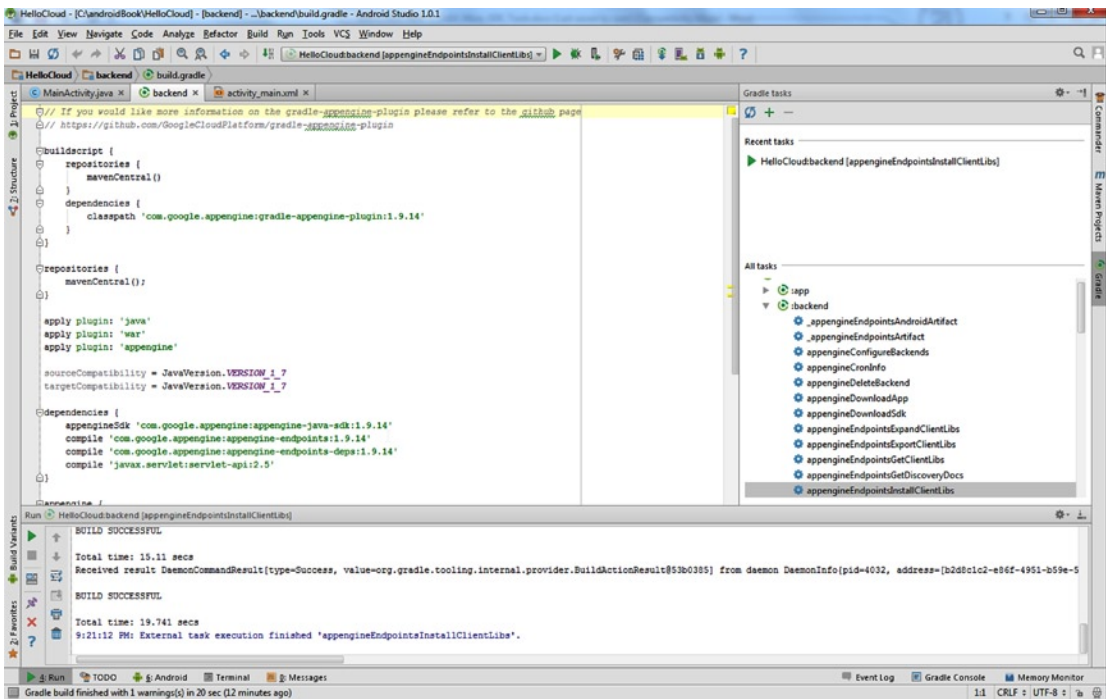 HelloCloud - [C:\androidBook\HelloCloud] - [backend] - ...\backend\build.gradle - Android Studio 1.0.1
File Edit View Navigate Code Analyze Refactor Build Run Tools VCS Window Help
HelloCloud:backend [appengineEndpointsInstallClientLibs]
HelloCloud backend build.gradle
MainActivity.java backend activity_main.xml
1: Project
2: Structure
Build Variants
2: Favorites
// If you would like more information on the gradle-appengine-plugin please refer to the github page
// https://github.com/GoogleCloudPlatform/gradle-appengine-plugin
buildscript {
repositories {
mavenCentral()
}
dependencies {
classpath 'com.google.appengine:gradle-appengine-plugin:1.9.14'
}
}
repositories {
mavenCentral();
}
apply plugin: 'java'
apply plugin: 'war'
apply plugin: 'appengine'
sourceCompatibility = JavaVersion.VERSION_1_7
targetCompatibility = JavaVersion.VERSION_1_7
dependencies {
appengineSdk 'com.google.appengine:appengine-java-sdk:1.9.14'
compile 'com.google.appengine:appengine-endpoints:1.9.14'
compile 'com.google.appengine:appengine-endpoints-deps:1.9.14'
compile 'javax.servlet:servlet-api:2.5'
}
appengine {
Gradle tasks
Recent tasks
HelloCloud:backend [appengineEndpointsInstallClientLibs]
All tasks
:app
:backend
_appengineEndpointsAndroidArtifact
_appengineEndpointsArtifact
appengineConfigureBackends
appengineCronInfo
appengineDeleteBackend
appengineDownloadApp
appengineDownloadSdk
appengineEndpointsExpandClientLibs
appengineEndpointsExportClientLibs
appengineEndpointsGetClientLibs
appengineEndpointsGetDiscoveryDocs
appengineEndpointsInstallClientLibs
Commander
Maven Projects
Gradle
Run HelloCloud:backend [appengineEndpointsInstallClientLibs]
BUILD SUCCESSFUL
Total time: 15.11 secs
Received result DaemonCommandResult[type=Success, value=org.gradle.tooling.internal.provider.BuildActionResult@53b0385] from daemon DaemonInfo{pid=4032, address=[b2d8c1c2-e86f-4951-b59e-5
BUILD SUCCESSFUL
Total time: 19.741 secs
9:21:12 PM: External task execution finished 'appengineEndpointsInstallClientLibs'.
4: Run TODO 6: Android Terminal 0: Messages Event Log Gradle Console Memory Monitor
Gradle build finished with 1 warnings(s) in 20 sec (12 minutes ago) 1:1 CRLF UTF-8